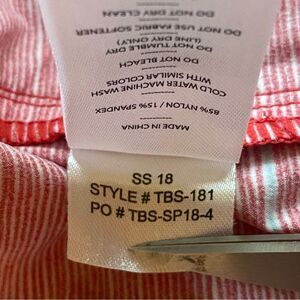 MADE IN CHINA
85% NYLON / 15% SPANDEX
COLD WATER MACHINE WASH
WITH SIMILAR COLORS
DO NOT BLEACH
DO NOT TUMBLE DRY
(LINE DRY ONLY)
DO NOT USE FABRIC SOFTENER
DO NOT DRY CLEAN
SS 18
STYLE # TBS-181
PO # TBS-SP18-4